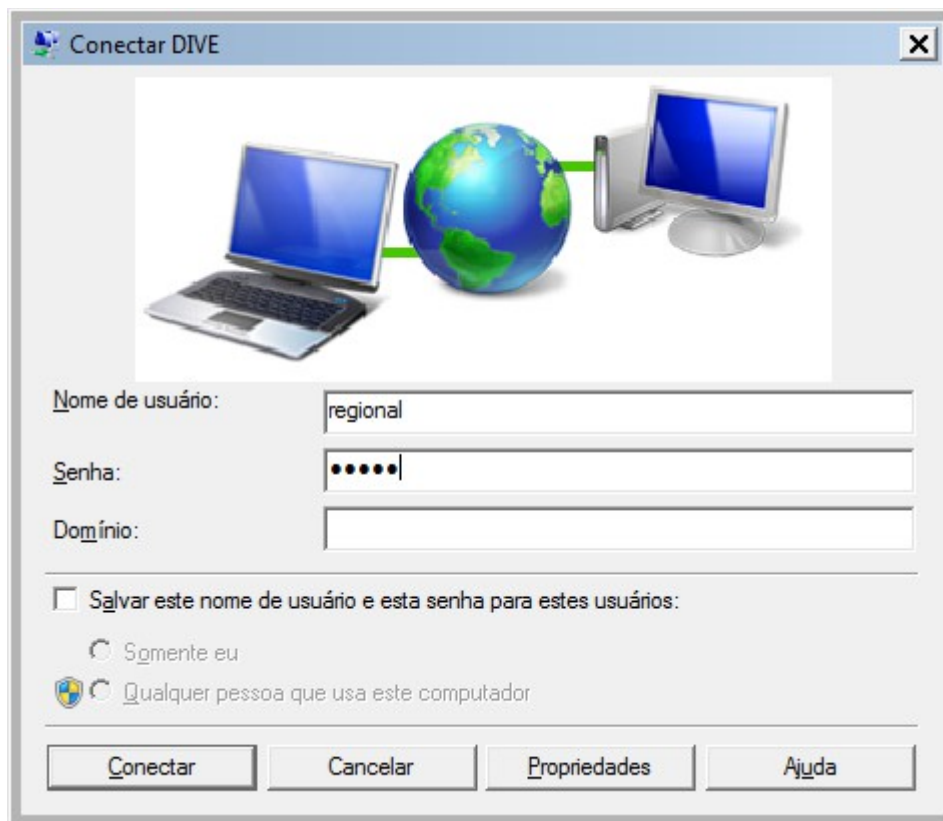 Conectar DIVE
Nome de usuário:
regional
Senha:
●●●●●
Domínio:
Salvar este nome de usuário e esta senha para estes usuários:
Somente eu
Qualquer pessoa que usa este computador
Conectar Cancelar Propriedades Ajuda